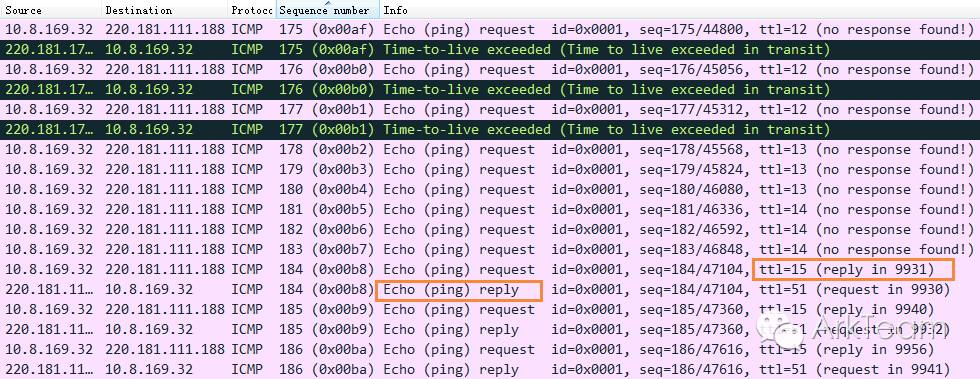 Source Destination Protocc Sequence number Info
10.8.169.32 220.181.111.188 ICMP 175 (0x00af) Echo (ping) request id=0x0001, seq=175/44800, ttl=12 (no response found!)
220.181.17… 10.8.169.32 ICMP 175 (0x00af) Time-to-live exceeded (Time to live exceeded in transit)
10.8.169.32 220.181.111.188 ICMP 176 (0x00b0) Echo (ping) request id=0x0001, seq=176/45056, ttl=12 (no response found!)
220.181.17… 10.8.169.32 ICMP 176 (0x00b0) Time-to-live exceeded (Time to live exceeded in transit)
10.8.169.32 220.181.111.188 ICMP 177 (0x00b1) Echo (ping) request id=0x0001, seq=177/45312, ttl=12 (no response found!)
220.181.17… 10.8.169.32 ICMP 177 (0x00b1) Time-to-live exceeded (Time to live exceeded in transit)
10.8.169.32 220.181.111.188 ICMP 178 (0x00b2) Echo (ping) request id=0x0001, seq=178/45568, ttl=13 (no response found!)
10.8.169.32 220.181.111.188 ICMP 179 (0x00b3) Echo (ping) request id=0x0001, seq=179/45824, ttl=13 (no response found!)
10.8.169.32 220.181.111.188 ICMP 180 (0x00b4) Echo (ping) request id=0x0001, seq=180/46080, ttl=13 (no response found!)
10.8.169.32 220.181.111.188 ICMP 181 (0x00b5) Echo (ping) request id=0x0001, seq=181/46336, ttl=14 (no response found!)
10.8.169.32 220.181.111.188 ICMP 182 (0x00b6) Echo (ping) request id=0x0001, seq=182/46592, ttl=14 (no response found!)
10.8.169.32 220.181.111.188 ICMP 183 (0x00b7) Echo (ping) request id=0x0001, seq=183/46848, ttl=14 (no response found!)
10.8.169.32 220.181.111.188 ICMP 184 (0x00b8) Echo (ping) request id=0x0001, seq=184/47104, ttl=15 (reply in 9931)
220.181.11… 10.8.169.32 ICMP 184 (0x00b8) Echo (ping) reply id=0x0001, seq=184/47104, ttl=51 (request in 9930)
10.8.169.32 220.181.111.188 ICMP 185 (0x00b9) Echo (ping) request id=0x0001, seq=185/47360, ttl=15 (reply in 9940)
220.181.11… 10.8.169.32 ICMP 185 (0x00b9) Echo (ping) reply id=0x0001, seq=185/47360, (request in
10.8.169.32 220.181.111.188 ICMP 186 (0x00ba) Echo (ping) request id=0x0001, seq=186/47616, ttl=15 (reply in 9956)
220.181.11… 10.8.169.32 ICMP 186 (0x00ba) Echo (ping) reply id=0x0001, seq=186/47616, ttl=51 (request in 9941)
ArkTeam